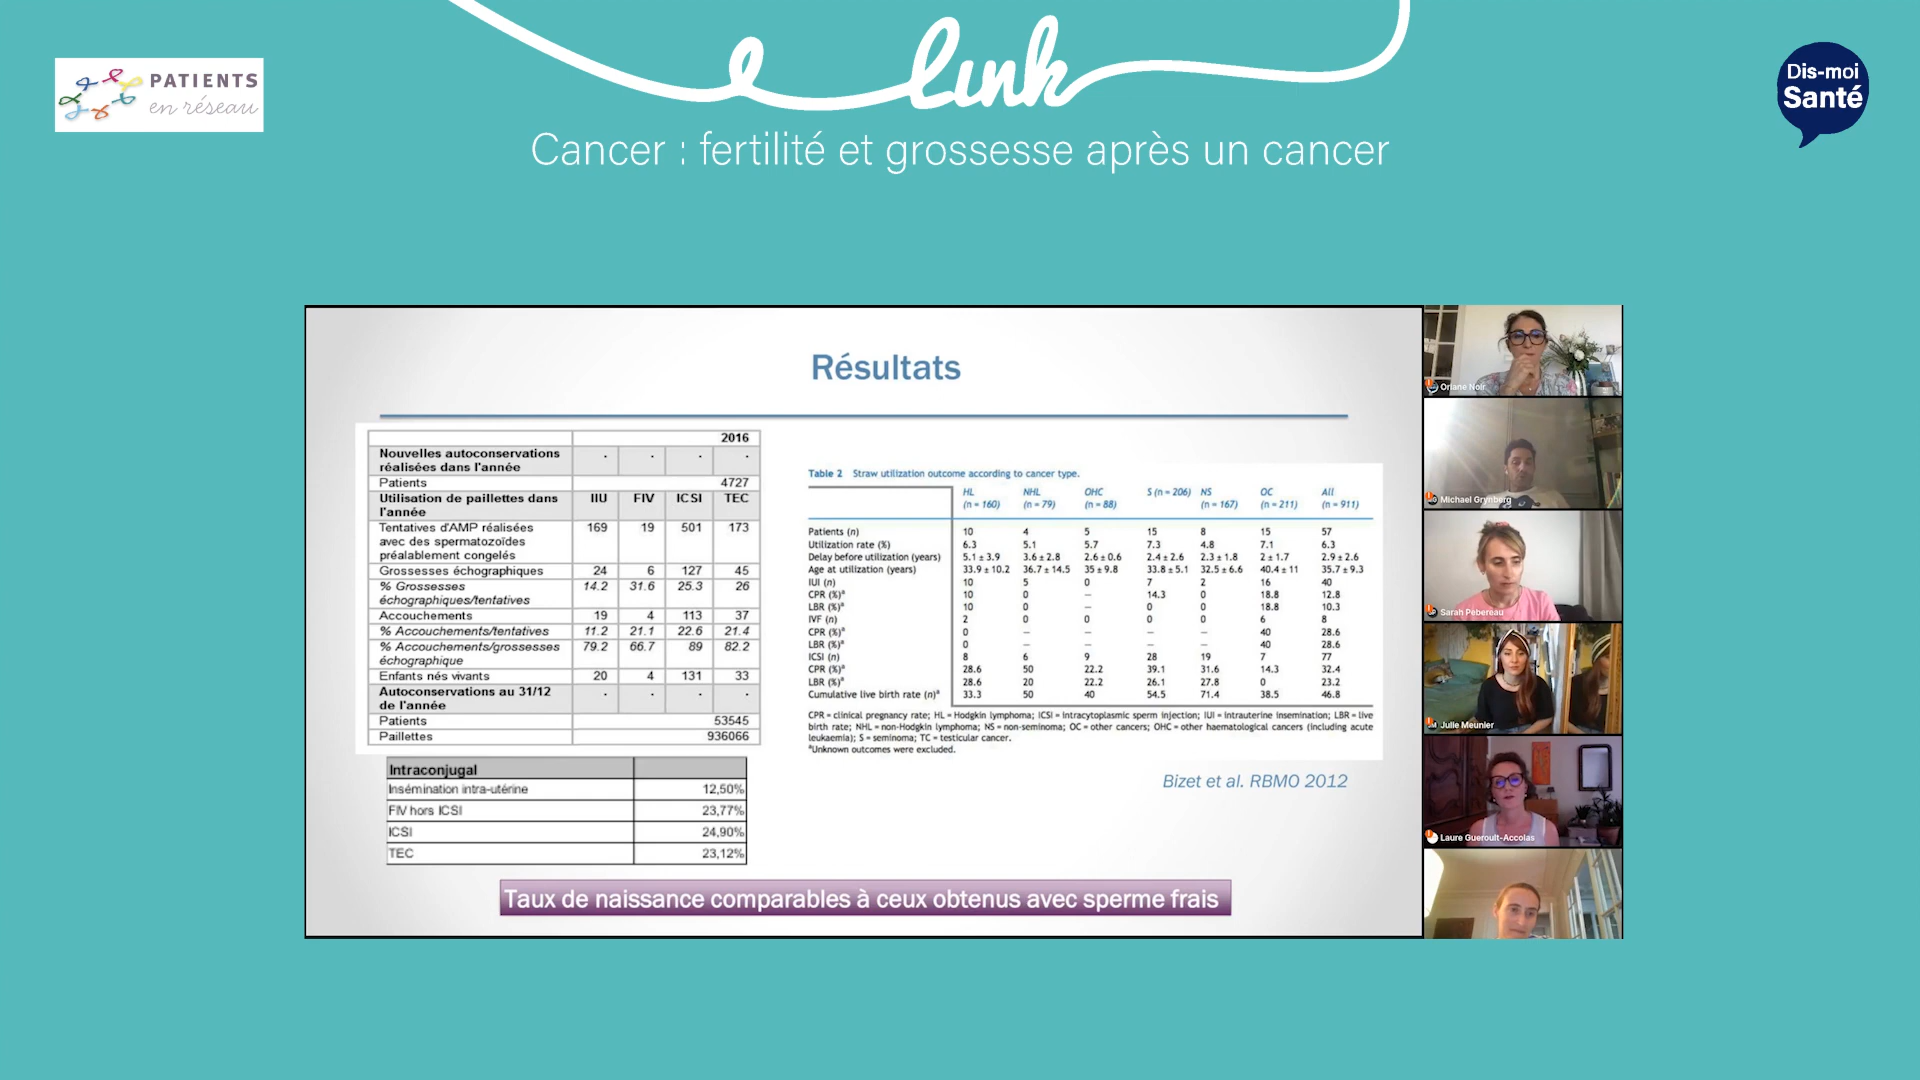 PATIENTS
en réseau
Link
Dis-moi
Santé
Cancer : fertilité et grossesse après un cancer
Résultats
2016
Nouvelles autoconservations réalisées dans l'année . . . .
Patients 4727
Utilisation de paillettes dans l'année IIU FIV ICSI TEC
Tentatives d'AMP réalisées avec des spermatozoïdes préalablement congelés 169 19 501 173
Grossesses échographiques 24 6 127 45
% Grossesses échographiques/tentatives 14.2 31.6 25.3 26
Accouchements 19 4 113 37
% Accouchements/tentatives 11.2 21.1 22.6 21.4
% Accouchements/grossesses échographique 79.2 66.7 89 82.2
Enfants nés vivants 20 4 131 33
Autoconservations au 31/12 de l'année . . . .
Patients 53545
Paillettes 936066
Intraconjugal
Insémination intra-utérine 12,50%
FIV hors ICSI 23,77%
ICSI 24,90%
TEC 23,12%
Table 2 Straw utilization outcome according to cancer type.
HL NHL OHC S (n = 206) NS OC All
(n = 160) (n = 79) (n = 88) (n = 167) (n = 211) (n = 911)
Patients (n) 10 4 5 15 8 15 57
Utilization rate (%) 6.3 5.1 5.7 7.3 4.8 7.1 6.3
Delay before utilization (years) 5.1 ± 3.9 3.6 ± 2.8 2.6 ± 0.6 2.4 ± 2.6 2.3 ± 1.8 2 ± 1.7 2.9 ± 2.6
Age at utilization (years) 33.9 ± 10.2 36.7 ± 14.5 35 ± 9.8 33.8 ± 5.1 32.5 ± 6.6 40.4 ± 11 35.7 ± 9.3
IUI (n) 10 5 0 7 2 16 40
CPR (%)ª 10 0 – 14.3 0 18.8 12.8
LBR (%)ª 10 0 – 0 0 18.8 10.3
IVF (n) 2 0 0 0 0 6 8
CPR (%)ª 0 – – – – 40 28.6
LBR (%)ª 0 – – – – 40 28.6
ICSI (n) 8 6 9 28 19 7 77
CPR (%)ª 28.6 50 22.2 39.1 31.6 14.3 32.4
LBR (%)ª 28.6 20 22.2 26.1 27.8 0 23.2
Cumulative live birth rate (n)ª 33.3 50 40 54.5 71.4 38.5 46.8
CPR = clinical pregnancy rate; HL = Hodgkin lymphoma; ICSI = intracytoplasmic sperm injection; IUI = intrauterine insemination; LBR = live
birth rate; NHL = non-Hodgkin lymphoma; NS = non-seminoma; OC = other cancers; OHC = other haematological cancers (including acute
leukaemia); S = seminoma; TC = testicular cancer.
ªUnknown outcomes were excluded.
Bizet et al. RBMO 2012
Taux de naissance comparables à ceux obtenus avec sperme frais
Oriane Noir
Michael Grynberg
Sarah Pebereau
Julie Meunier
Laure Gueroult-Accolas